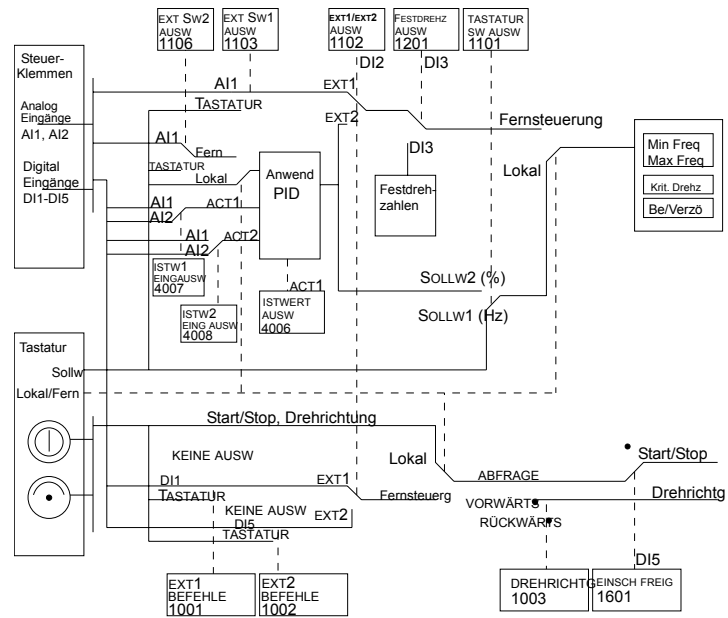 EXT SW2
AUSW
1106
EXT SW1
AUSW
1103
EXT1/EXT2
AUSW
1102
FESTDREHZ
AUSW
1201
TASTATUR
SW AUSW
1101
Steuer-
Klemmen
Analog
Eingänge
AI1, AI2
Digital
Eingänge
DI1-DI5
DI2
DI3
AI1
EXT1
TASTATUR
EXT2
Fernsteuerung
AI1
Fern
TASTATUR
Lokal
Anwend
PID
DI3
Festdreh-
zahlen
Lokal
Min Freq
Max Freq
Krit. Drehz
Be/Verzö
AI1
AI2
ACT1
AI1
AI2
ACT2
ISTW1
EINGAUSW
4007
ISTW2
EING AUSW
4008
ACT1
ISTWERT
AUSW
4006
SOLLW2 (%)
SOLLW1 (Hz)
Tastatur
Sollw
Lokal/Fern
Start/Stop, Drehrichtung
KEINE AUSW
Lokal
Start/Stop
DI1
EXT1
ABFRAGE
TASTATUR
Fernsteuerg
Drehrichtg
KEINE AUSW
EXT2
VORWÄRTS
RÜCKWÄRTS
DI5
TASTATUR
DI5
EXT1
BEFEHLE
1001
EXT2
BEFEHLE
1002
DREHRICHTG
1003
EINSCH FREIG
1601